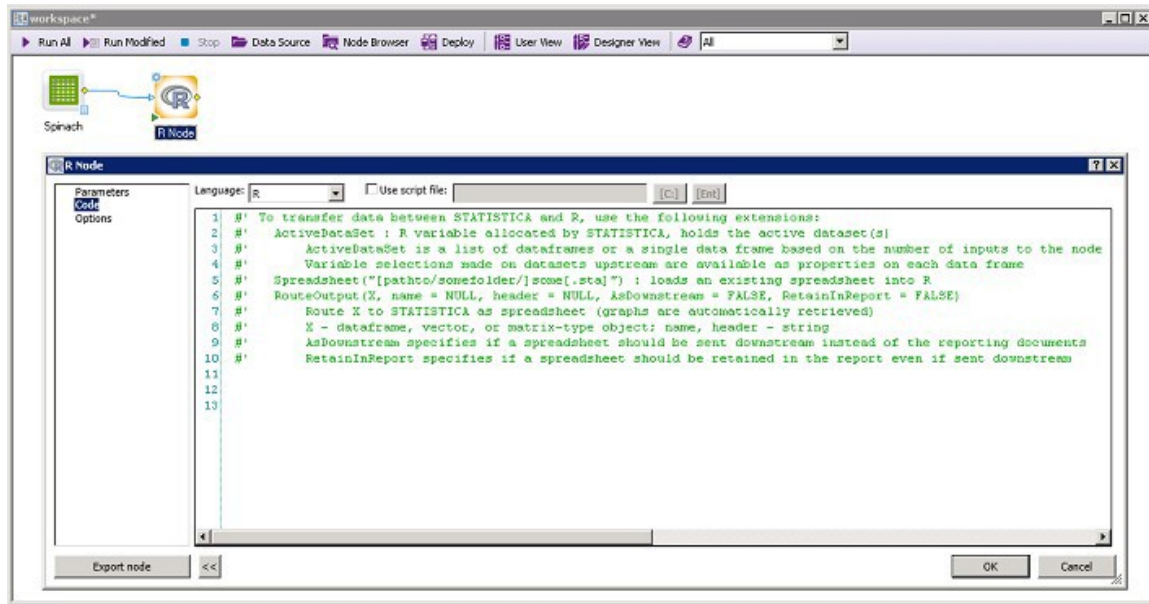 workspace*
Run All Run Modified Stop Data Source Node Browser Deploy User View Designer View All
Spinach
R
R Node
R Node
Parameters
Code
Options
Language: R Use script file: [C:] [Ent]
1 #' To transfer data between STATISTICA and R, use the following extensions:
2 #' ActiveDataSet : R variable allocated by STATISTICA, holds the active dataset(s)
3 #' ActiveDataSet is a list of dataframes or a single data frame based on the number of inputs to the node
4 #' Variable selections made on datasets upstream are available as properties on each data frame
5 #' Spreadsheet("[pathto/somefolder/]some[.sta]") : loads an existing spreadsheet into R
6 #' RouteOutput(X, name = NULL, header = NULL, AsDownstream = FALSE, RetainInReport = FALSE)
7 #' Route X to STATISTICA as spreadsheet (graphs are automatically retrieved)
8 #' X - dataframe, vector, or matrix-type object; name, header - string
9 #' AsDownstream specifies if a spreadsheet should be sent downstream instead of the reporting documents
10 #' RetainInReport specifies if a spreadsheet should be retained in the report even if sent downstream
11
12
13
Export node << OK Cancel